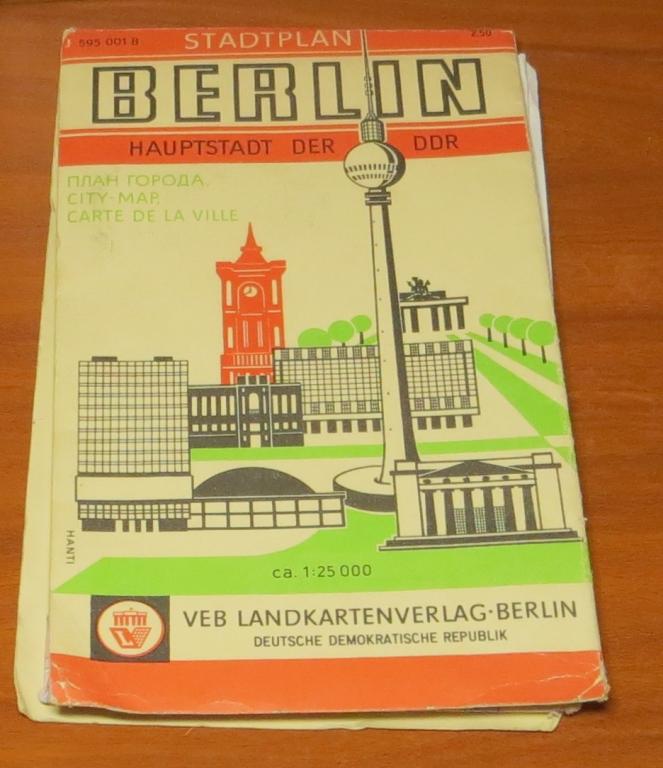 595 001 8
STADTPLAN
2,50
BERLIN
HAUPTSTADT DER DDR
ПЛАН ГОРОДА,
CITY-MAP,
CARTE DE LA VILLE
HANTI
ca. 1:25 000
VEB LANDKARTENVERLAG·BERLIN
DEUTSCHE DEMOKRATISCHE REPUBLIK